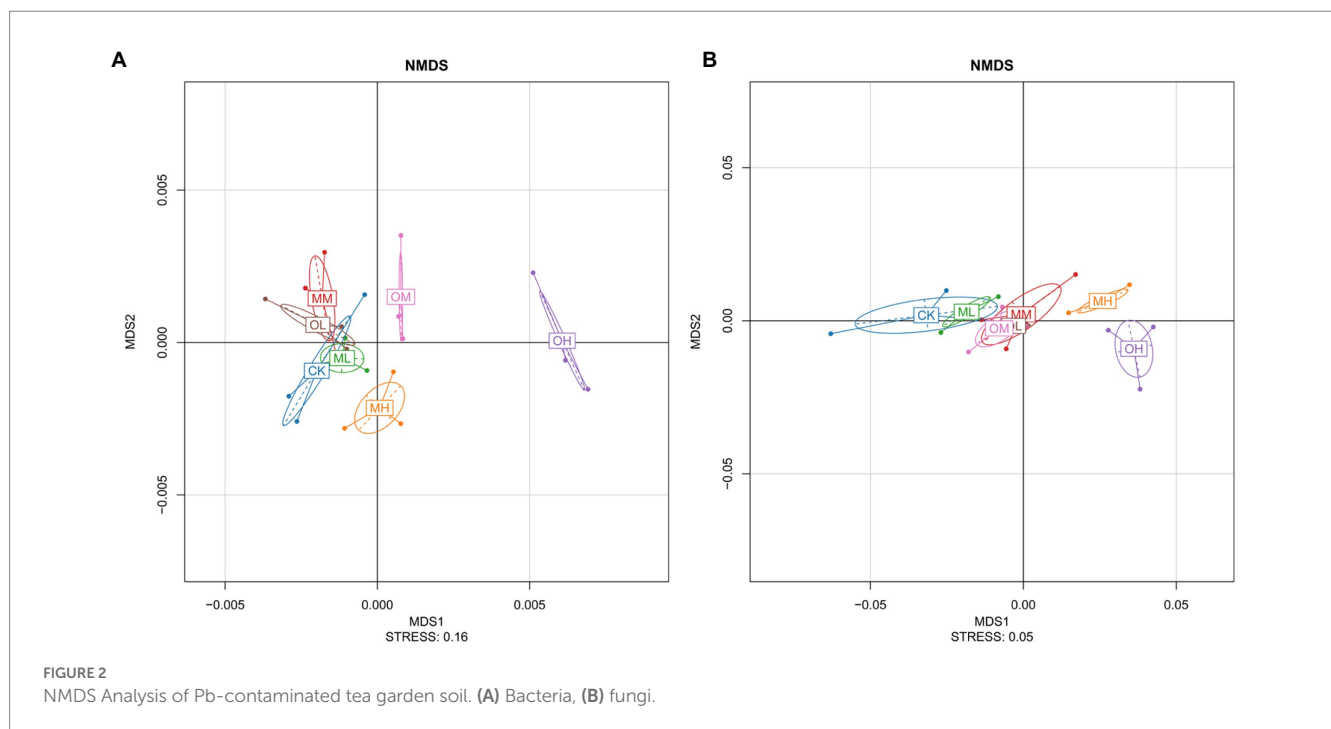 A
NMDS
MDS2
0.005
0.000
−0.005
MM
OL
ML
CK
OM
MH
OH
−0.005
0.000
0.005
MDS1
STRESS: 0.16
B
NMDS
MDS2
0.05
0.00
−0.05
CK
ML
MM
OM
OL
MH
OH
−0.05
0.00
0.05
MDS1
STRESS: 0.05
FIGURE 2
NMDS Analysis of Pb-contaminated tea garden soil. (A) Bacteria, (B) fungi.